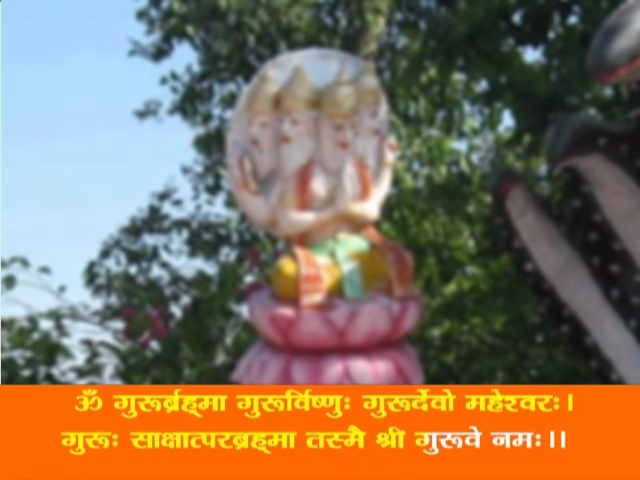 ॐ गुरूर्ब्रह्मा गुरूर्विष्णुः गुरूर्देवो महेश्वरः।
गुरूः साक्षात्परब्रह्मा तस्मै श्री गुरूवे नमः।।